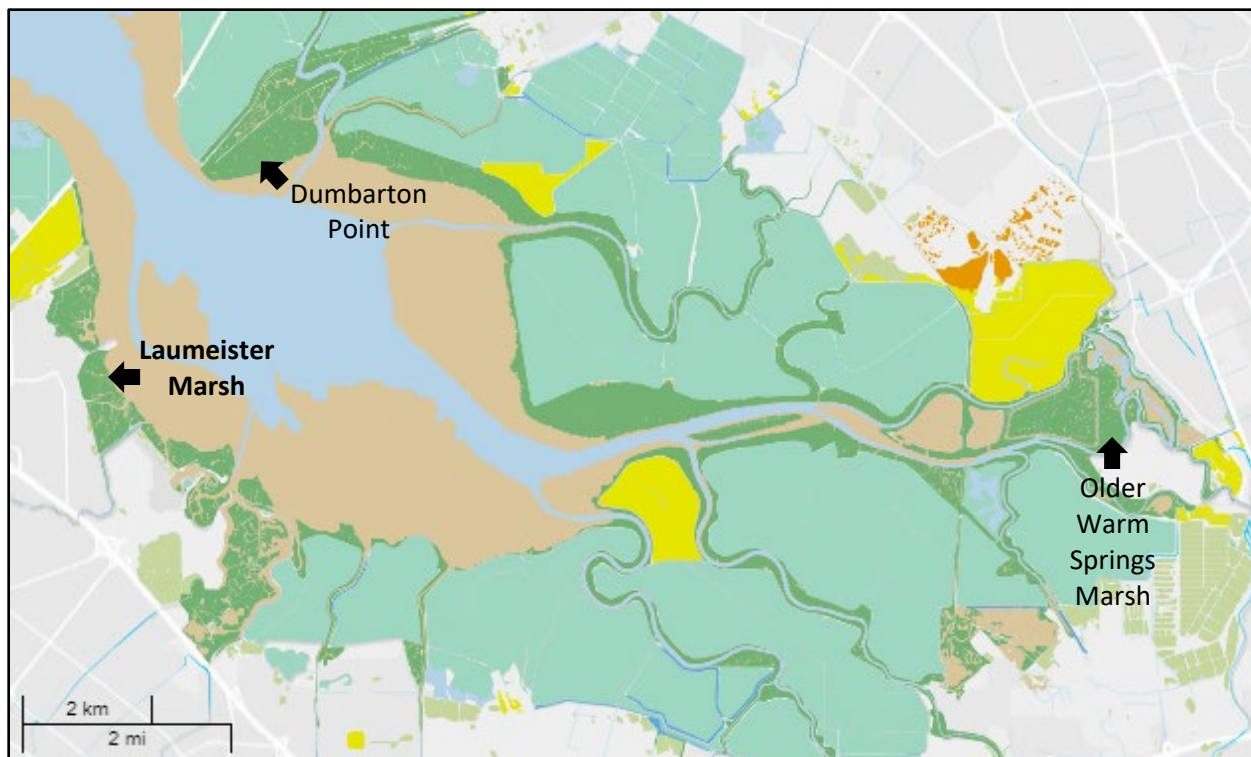 Dumbarton
Point
Laumeister
Marsh
Older
Warm
Springs
Marsh
2 km
2 mi